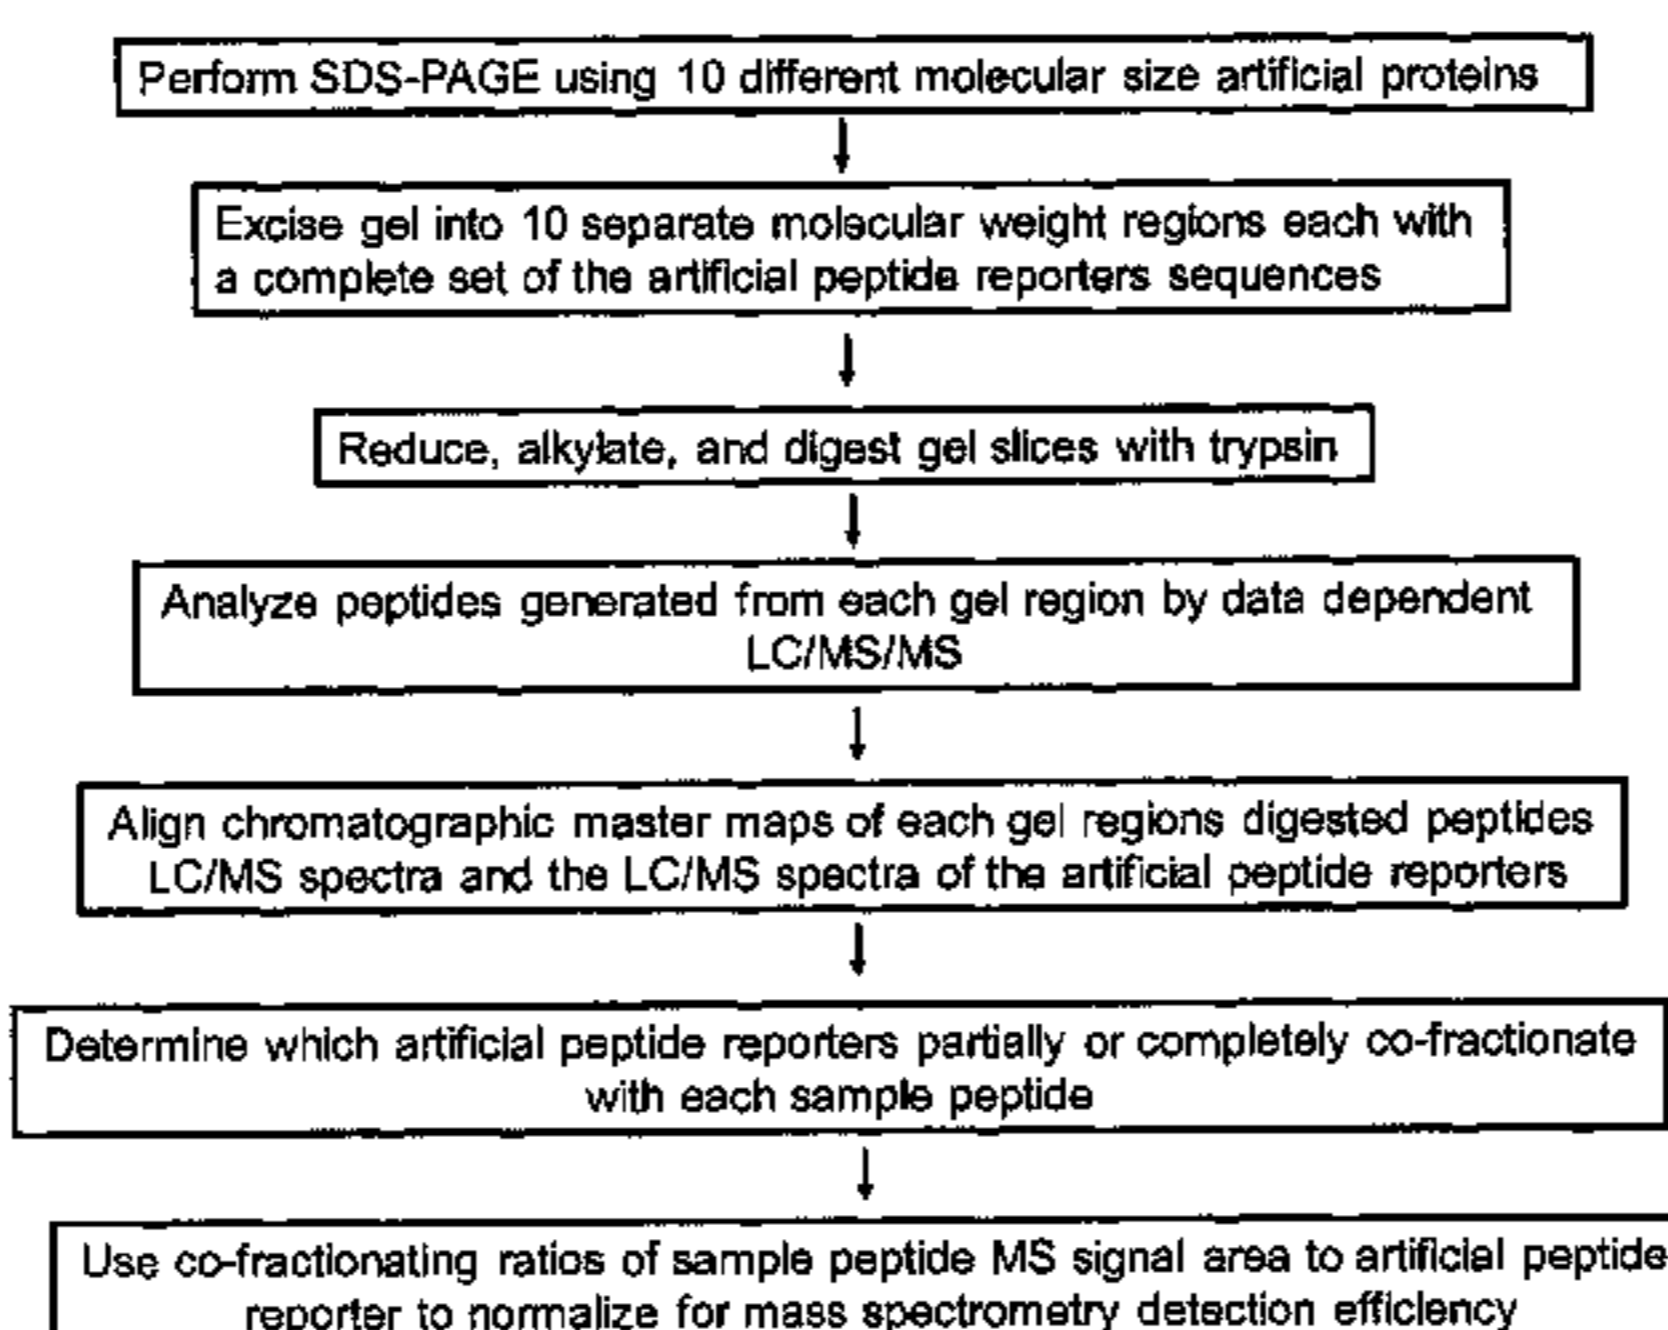 Perform SDS-PAGE using 10 different molecular size artificial proteins
Excise gel into 10 separate molecular weight regions each with
a complete set of the artificial peptide reporters sequences
Reduce, alkylate, and digest gel slices with trypsin
Analyze peptides generated from each gel region by data dependent
LC/MS/MS
Align chromatographic master maps of each gel regions digested peptides
LC/MS spectra and the LC/MS spectra of the artificial peptide reporters
Determine which artificial peptide reporters partially or completely co-fractionate
with each sample peptide
Use co-fractionating ratios of sample peptide MS signal area to artificial peptide
reporter to normalize for mass spectrometry detection efficiency